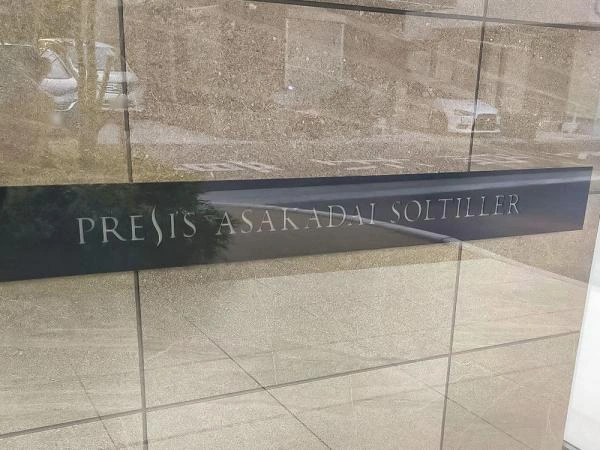 PRESIS ASAKADAI SOLTILLER